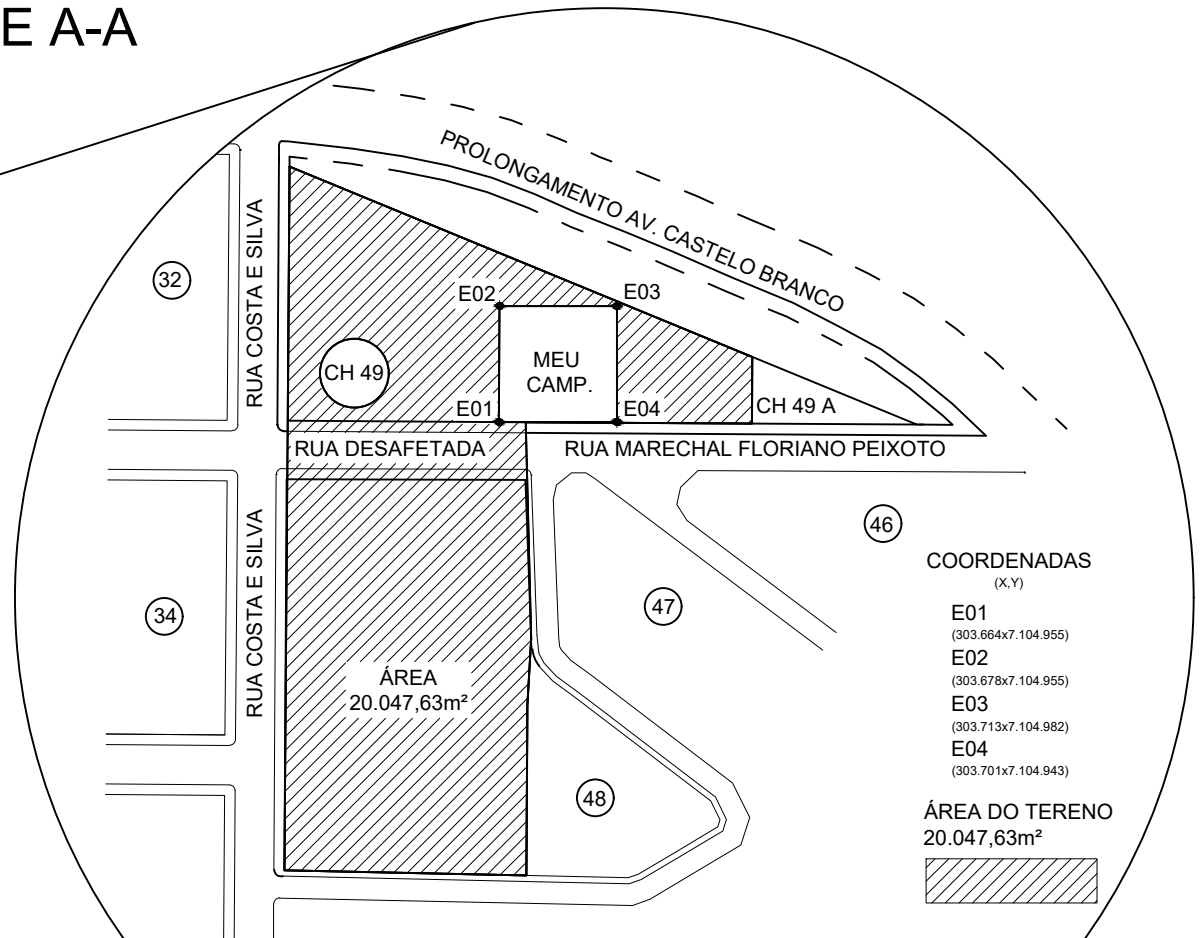 E A-A
PROLONGAMENTO AV. CASTELO BRANCO
RUA COSTA E SILVA
32
E02
E03
MEU
CAMP.
CH 49
E01
E04
CH 49 A
RUA DESAFETADA
RUA MARECHAL FLORIANO PEIXOTO
46
RUA COSTA E SILVA
34
47
ÁREA
20.047,63m²
48
COORDENADAS
(X,Y)
E01
(303.664x7.104.955)
E02
(303.678x7.104.955)
E03
(303.713x7.104.982)
E04
(303.701x7.104.943)
ÁREA DO TERENO
20.047,63m²